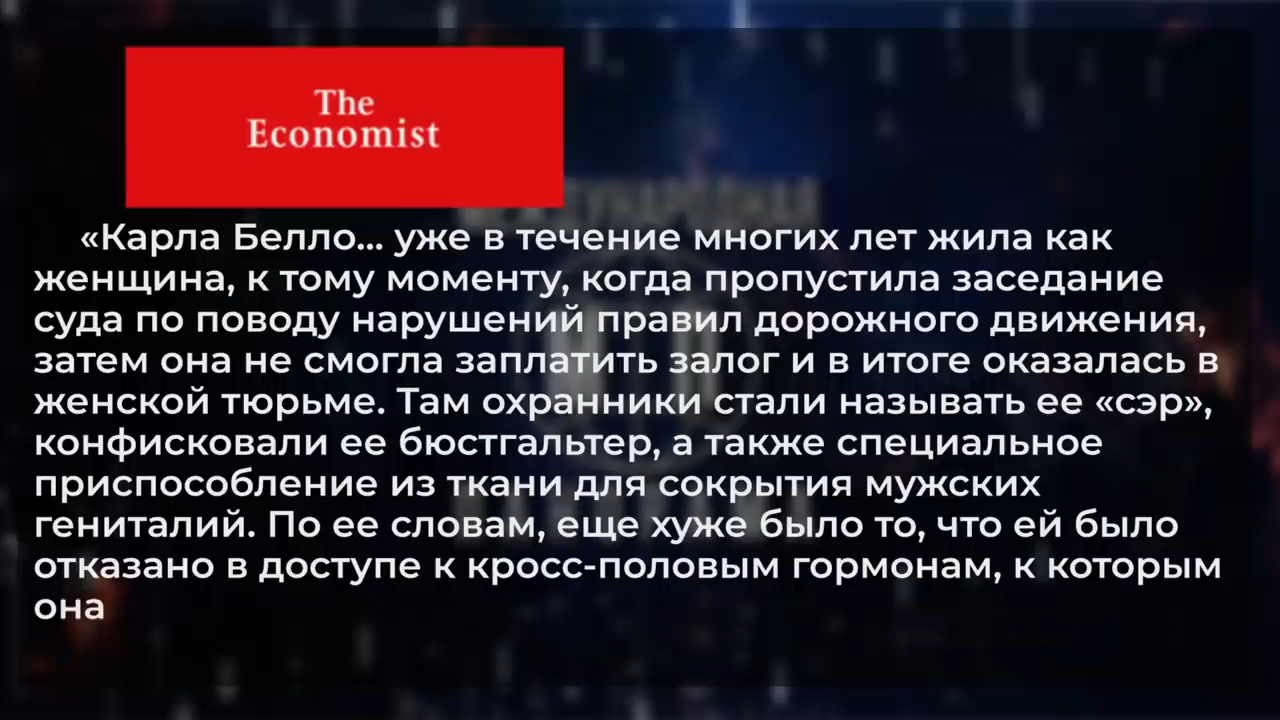 The
Economist
«Карла Белло... уже в течение многих лет жила как
женщина, к тому моменту, когда пропустила заседание
суда по поводу нарушений правил дорожного движения,
затем она не смогла заплатить залог и в итоге оказалась в
женской тюрьме. Там охранники стали называть ее «сэр»,
конфисковали ее бюстгальтер, а также специальное
приспособление из ткани для сокрытия мужских
гениталий. По ее словам, еще хуже было то, что ей было
отказано в доступе к кросс-половым гормонам, к которым
она